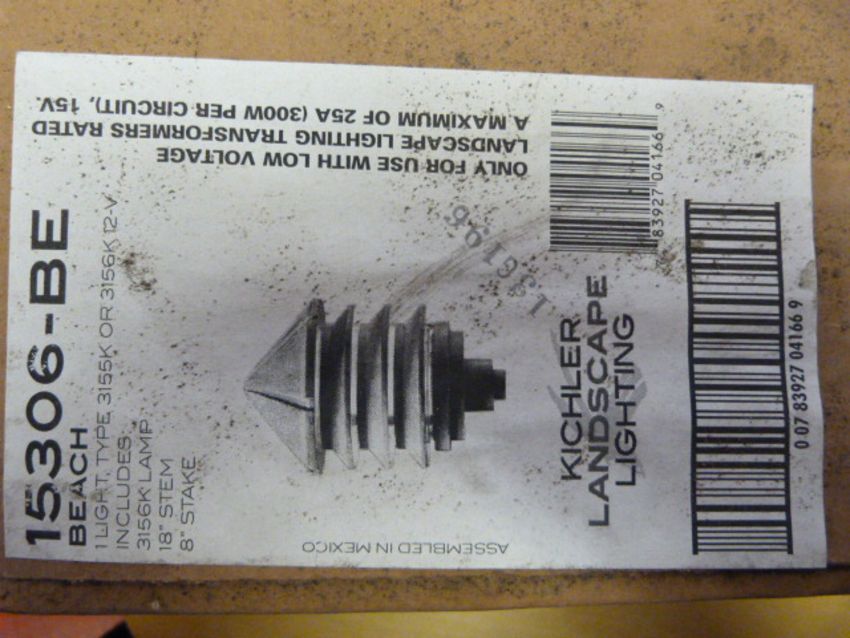 15306-BE
BEACH
1 LIGHT, TYPE 3155K OR 3156K 12-V
INCLUDES
3156K LAMP
18" STEM
8" STAKE
ONLY FOR USE WITH LOW VOLTAGE
LANDSCAPE LIGHTING TRANSFORMERS RATED
A MAXIMUM OF 25A (300W PER CIRCUIT), 15V.
ASSEMBLED IN MEXICO
KICHLER
LANDSCAPE
LIGHTING
83927 04166 9
0 07 83927 04166 9